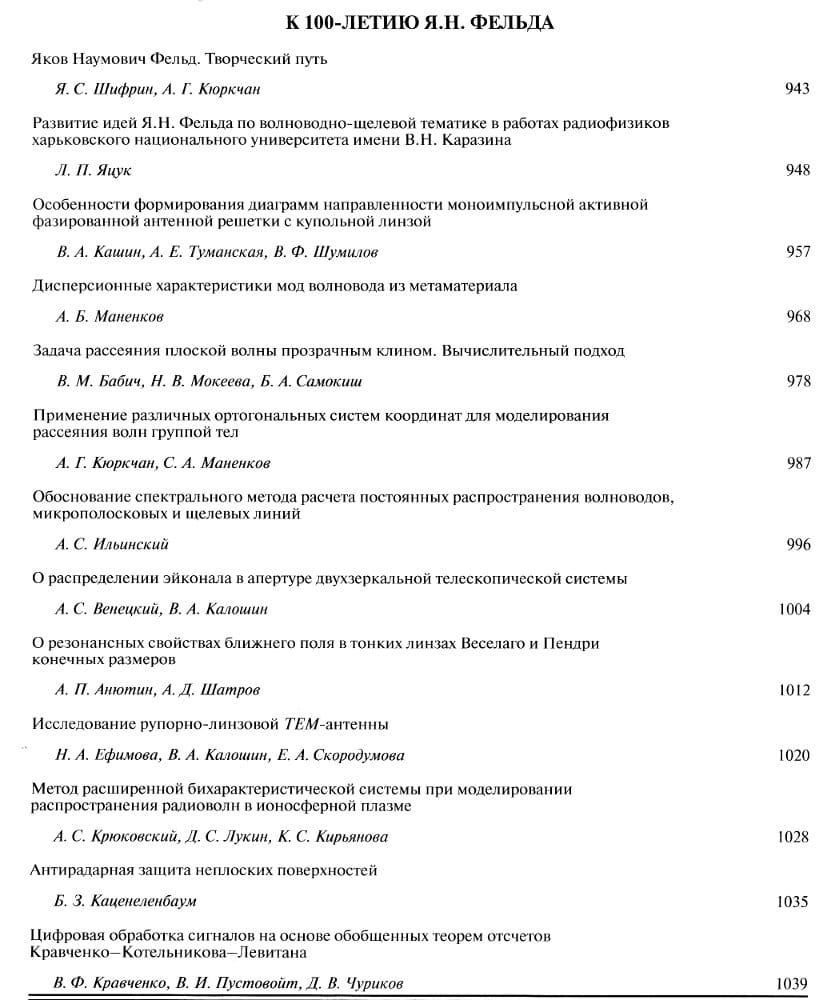 К 100-ЛЕТИЮ Я.Н. ФЕЛЬДА
Яков Наумович Фельд. Творческий путь
Я. С. Шифрин, А. Г. Кюркчан 943
Развитие идей Я.Н. Фельда по волноводно-щелевой тематике в работах радиофизиков
харьковского национального университета имени В.Н. Каразина
Л. П. Яцук 948
Особенности формирования диаграмм направленности моноимпульсной активной
фазированной антенной решетки с купольной линзой
В. А. Кашин, А. Е. Туманская, В. Ф. Шумилов 957
Дисперсионные характеристики мод волновода из метаматериала
А. Б. Маненков 968
Задача рассеяния плоской волны прозрачным клином. Вычислительный подход
В. М. Бабич, Н. В. Мокеева, Б. А. Самокиш 978
Применение различных ортогональных систем координат для моделирования
рассеяния волн группой тел
А. Г. Кюркчан, С. А. Маненков 987
Обоснование спектрального метода расчета постоянных распространения волноводов,
микрополосковых и щелевых линий
А. С. Ильинский 996
О распределении эйконала в апертуре двухзеркальной телескопической системы
А. С. Венецкий, В. А. Калошин 1004
О резонансных свойствах ближнего поля в тонких линзах Веселаго и Пендри
конечных размеров
А. П. Анютин, А. Д. Шатров 1012
Исследование рупорно-линзовой ТЕМ-антенны
Н. А. Ефимова, В. А. Калошин, Е. А. Скородумова 1020
Метод расширенной бихарактеристической системы при моделировании
распространения радиоволн в ионосферной плазме
А. С. Крюковский, Д. С. Лукин, К. С. Кирьянова 1028
Антирадарная защита неплоских поверхностей
Б. З. Каценеленбаум 1035
Цифровая обработка сигналов на основе обобщенных теорем отсчетов
Кравченко–Котельникова–Левитана
В. Ф. Кравченко, В. И. Пустовойт, Д. В. Чуриков 1039